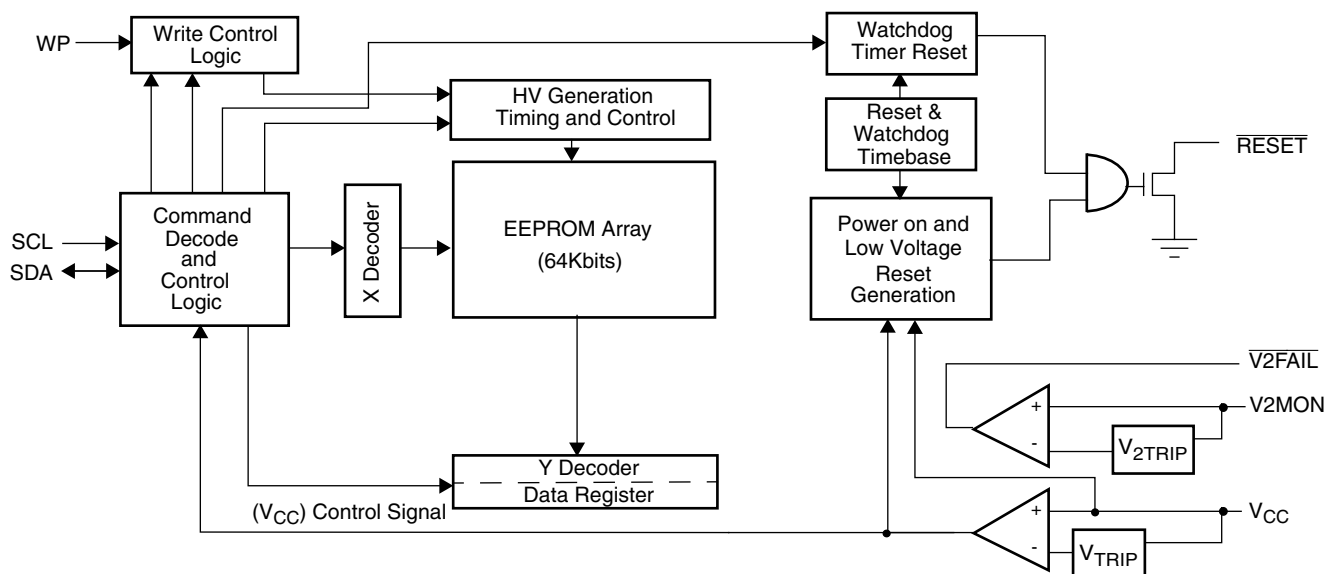 WP
Write Control
Logic
Watchdog
Timer Reset
HV Generation
Timing and Control
Reset &
Watchdog
Timebase
RESET
SCL
SDA
Command
Decode
and
Control
Logic
X Decoder
EEPROM Array
(64Kbits)
Power on and
Low Voltage
Reset
Generation
V2FAIL
+
V2MON
-
V2TRIP
Y Decoder
Data Register
(VCC) Control Signal
+
VCC
-
VTRIP